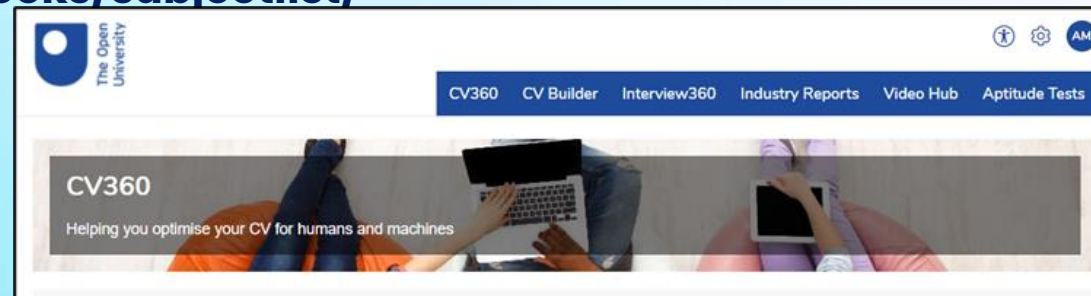 The Open
University
AM
CV360 CV Builder Interview360 Industry Reports Video Hub Aptitude Tests
CV360
Helping you optimise your CV for humans and machines